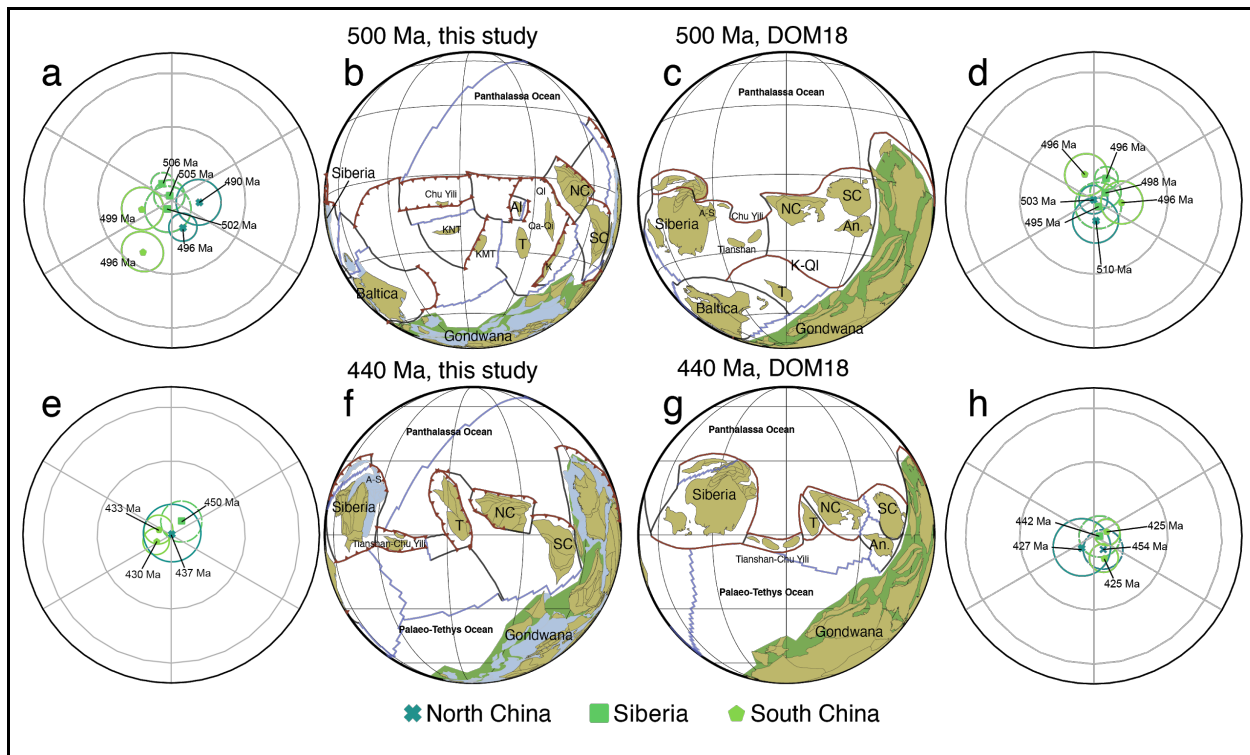 500 Ma, this study
500 Ma, DOM18
a
b
c
d
506 Ma
505 Ma
490 Ma
499 Ma
502 Ma
496 Ma
496 Ma
Panthalassa Ocean
Siberia
Chu Yili
QI
NC
AI
KNT
Qa-Qi
SC
KMT
T
K
Baltica
Gondwana
Panthalassa Ocean
Siberia
A-S
Chu Yili
NC
SC
An.
Tianshan
K-QI
T
Baltica
Gondwana
496 Ma
496 Ma
498 Ma
503 Ma
496 Ma
495 Ma
510 Ma
440 Ma, this study
440 Ma, DOM18
e
f
g
h
433 Ma
450 Ma
430 Ma
437 Ma
Panthalassa Ocean
A-S
Siberia
T
NC
Tianshan-Chu Yili
SC
Palaeo-Tethys Ocean
Gondwana
Panthalassa Ocean
Siberia
NC
SC
T
An.
Tianshan-Chu Yili
Palaeo-Tethys Ocean
Gondwana
442 Ma
425 Ma
427 Ma
454 Ma
425 Ma
North China
Siberia
South China